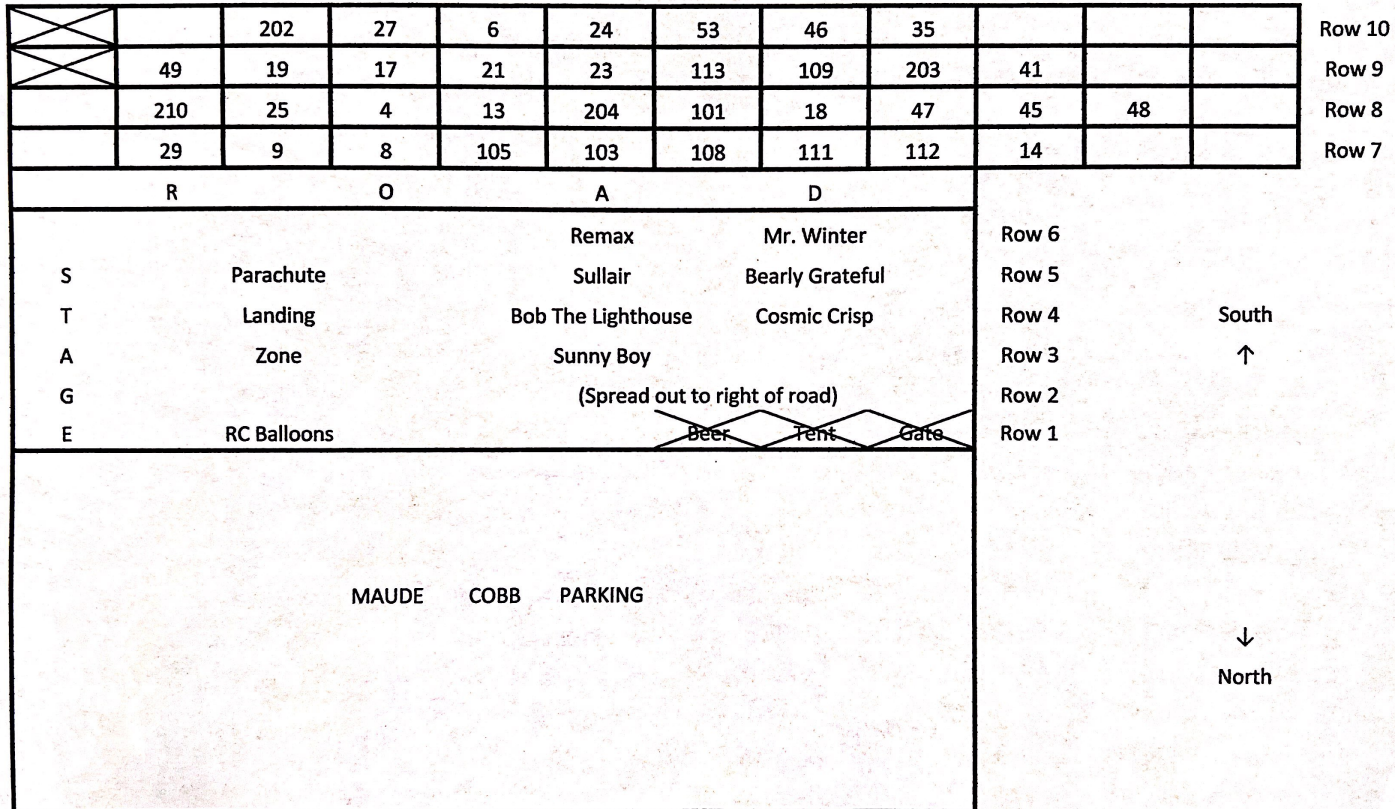 202 27 6 24 53 46 35 Row 10
49 19 17 21 23 113 109 203 41 Row 9
210 25 4 13 204 101 18 47 45 48 Row 8
29 9 8 105 103 108 111 112 14 Row 7
R O A D
Remax Mr. Winter Row 6
S Parachute Sullair Bearly Grateful Row 5
T Landing Bob The Lighthouse Cosmic Crisp Row 4 South
A Zone Sunny Boy Row 3 ↑
G (Spread out to right of road) Row 2
E RC Balloons Beer Tent Gate Row 1
MAUDE COBB PARKING
↓
North